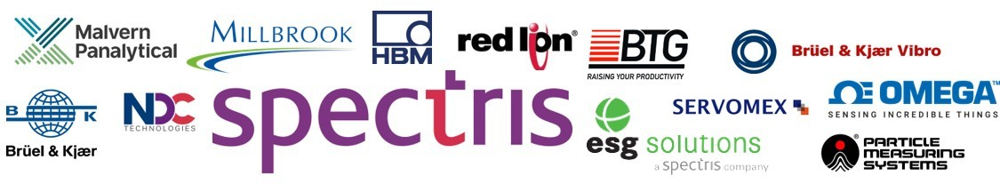 Malvern
Panalytical
MILLBROOK
HBM
red lion®
BTG
RAISING YOUR PRODUCTIVITY
Brüel & Kjær Vibro
B K
Brüel & Kjær
NDC
TECHNOLOGIES
spectris
esg solutions
a spectris company
SERVOMEX
OMEGA™
SENSING INCREDIBLE THINGS
PARTICLE
MEASURING
SYSTEMS